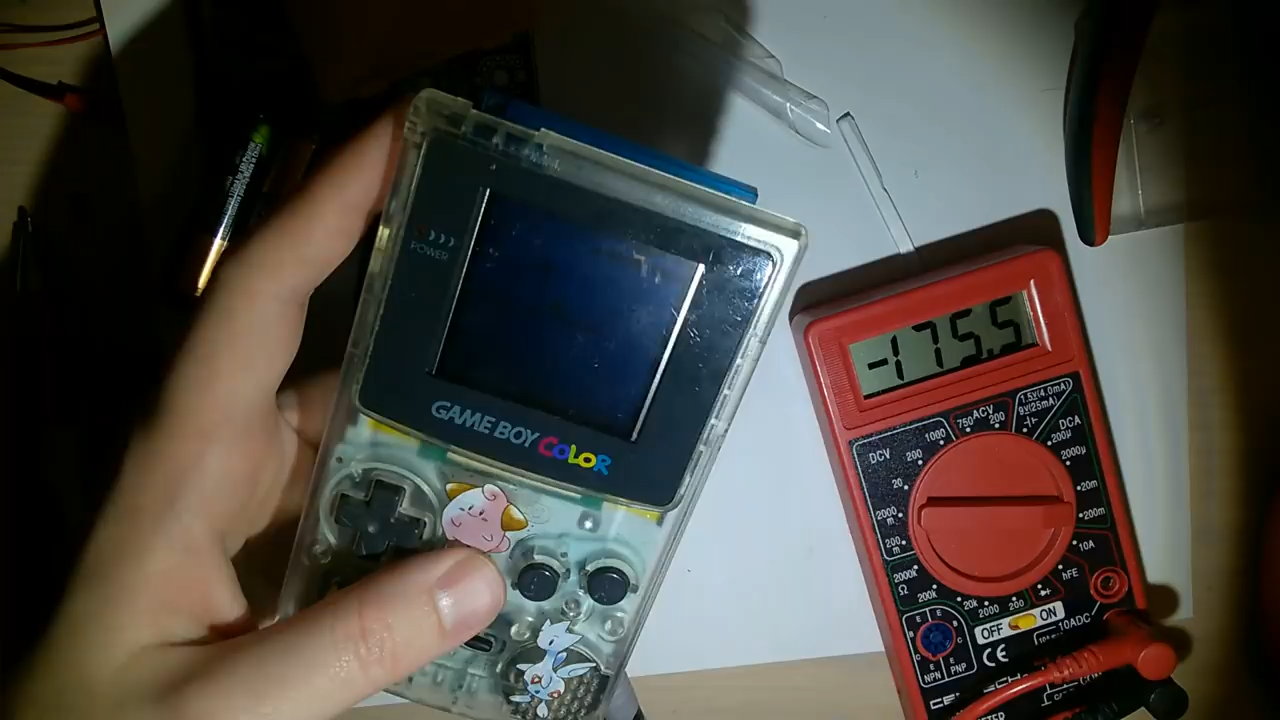 POWER
GAME BOY COLOR
-175.5
DCV
1000
750
ACV
200
1.5V(4.0mA)
9V(25mA)
DCA
200µ
2000µ
20m
200m
10A
hFE
200
20
2000
m
200
m
2000k
Ω
200k
20k
2000
200
OFF
ON
10ADC
E
B
C
E
NPN
PNP
CE